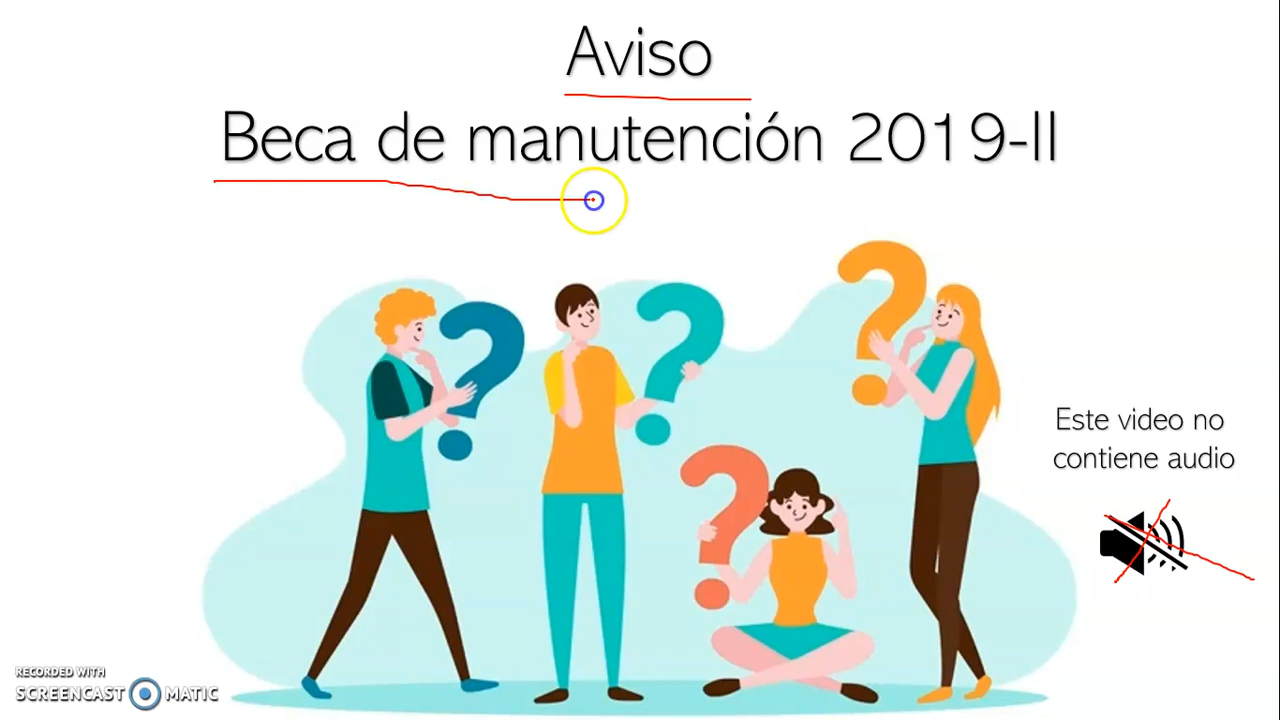 Aviso
Beca de manutención 2019-II
Este video no
contiene audio
RECORDED WITH
SCREENCAST MATIC